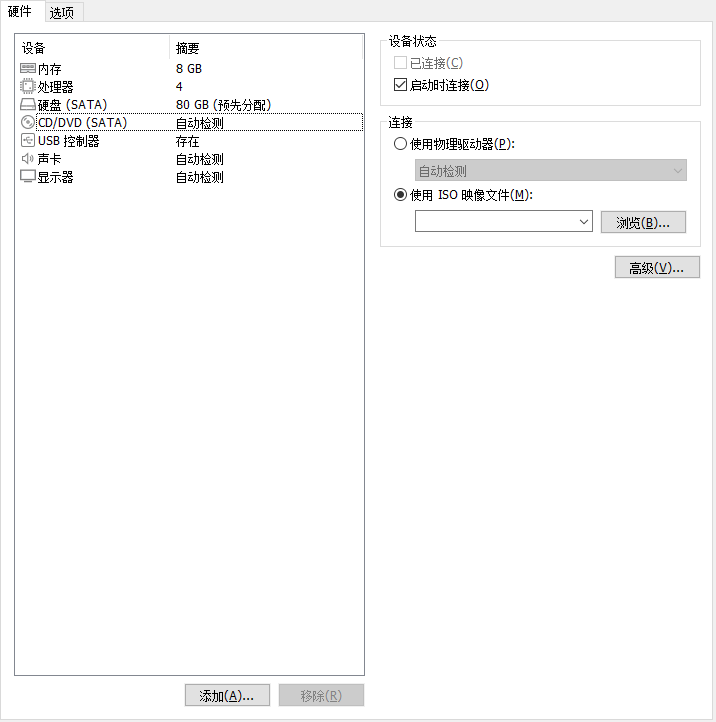 硬件 选项
设备 摘要
内存 8 GB
处理器 4
硬盘 (SATA) 80 GB (预先分配)
CD/DVD (SATA) 自动检测
USB 控制器 存在
声卡 自动检测
显示器 自动检测
添加(A)... 移除(R)
设备状态
已连接(C)
启动时连接(O)
连接
使用物理驱动器(P):
自动检测
使用 ISO 映像文件(M):
浏览(B)...
高级(V)...